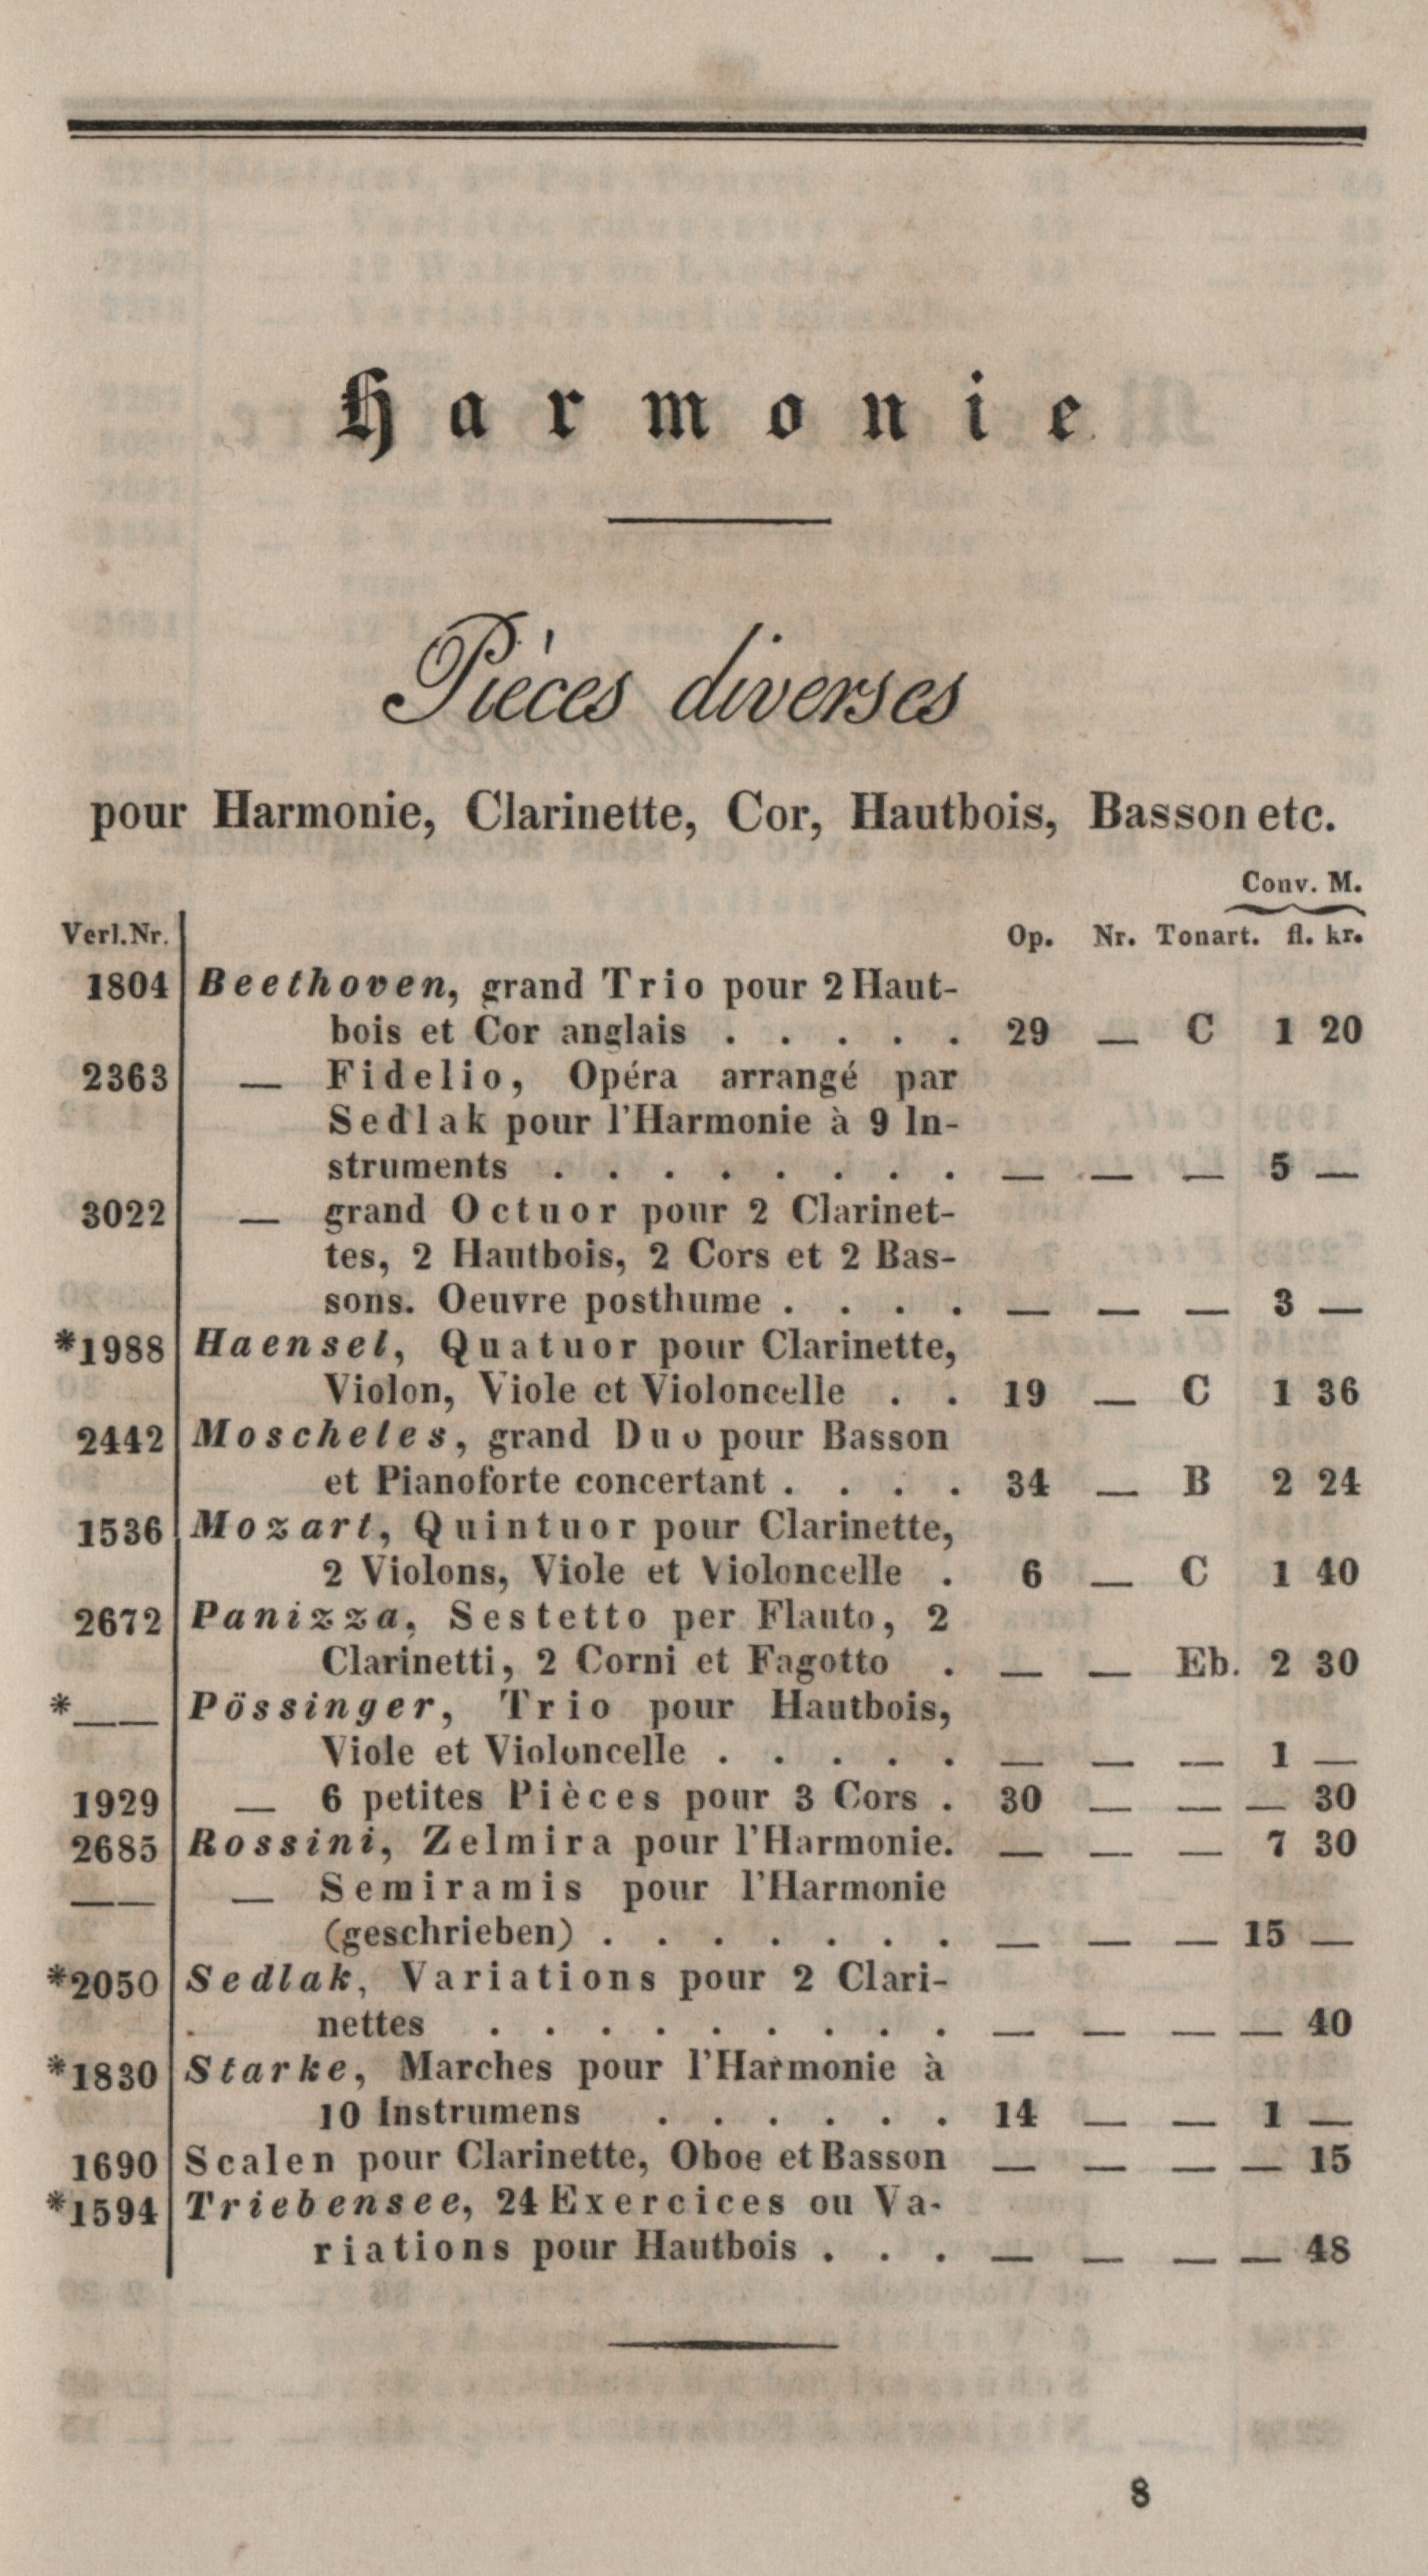 Harmonie
Pièces diverses
pour Harmonie, Clarinette, Cor, Hautbois, Basson etc.
Conv. M.
Verl.Nr. Op. Nr. Tonart. fl. kr.
1804 Beethoven, grand Trio pour 2 Haut-
bois et Cor anglais . . . . . 29 — C 1 20
2363 — Fidelio, Opéra arrangé par
Sedlak pour l'Harmonie à 9 In-
struments . . . . . . . . — — — 5 —
3022 — grand Octuor pour 2 Clarinet-
tes, 2 Hautbois, 2 Cors et 2 Bas-
sons. Oeuvre posthume . . . . — — — 3 —
*1988 Haensel, Quatuor pour Clarinette,
Violon, Viole et Violoncelle . . 19 — C 1 36
2442 Moscheles, grand Duo pour Basson
et Pianoforte concertant . . . . 34 — B 2 24
1536 Mozart, Quintuor pour Clarinette,
2 Violons, Viole et Violoncelle . 6 — C 1 40
2672 Panizza, Sestetto per Flauto, 2
Clarinetti, 2 Corni et Fagotto . — — Eb. 2 30
*—— Pössinger, Trio pour Hautbois,
Viole et Violoncelle . . . . . — — — 1 —
1929 — 6 petites Pièces pour 3 Cors . 30 — — — 30
2685 Rossini, Zelmira pour l'Harmonie. — — — 7 30
—— — Semiramis pour l'Harmonie
(geschrieben) . . . . . . . — — — 15 —
*2050 Sedlak, Variations pour 2 Clari-
nettes . . . . . . . . . — — — — 40
*1830 Starke, Marches pour l'Harmonie à
10 Instrumens . . . . . . 14 — — 1 —
1690 Scalen pour Clarinette, Oboe et Basson — — — — 15
*1594 Triebensee, 24 Exercices ou Va-
riations pour Hautbois . . . — — — — 48
8